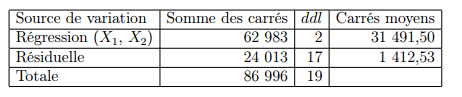 Source de variation Somme des carrés ddl Carrés moyens
Régression (X₁, X₂) 62 983 2 31 491,50
Résiduelle 24 013 17 1 412,53
Totale 86 996 19